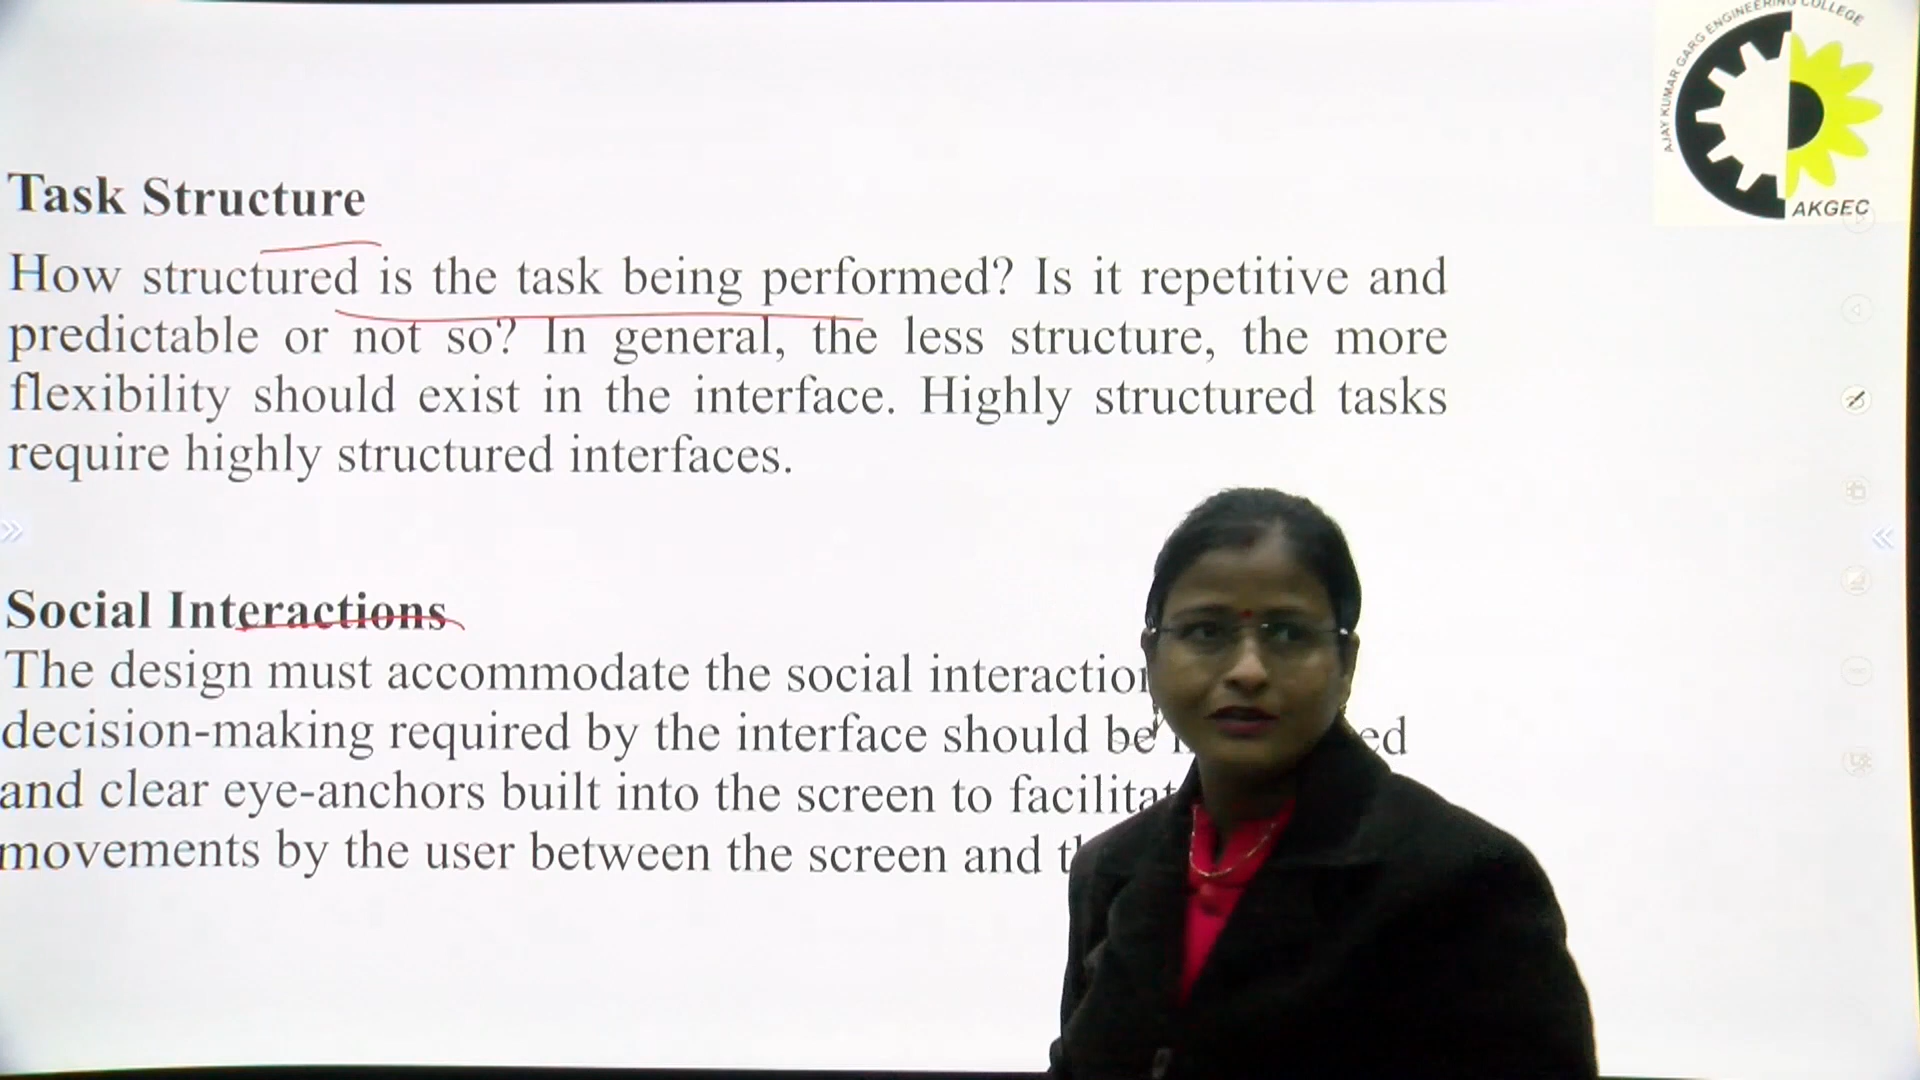 AJAY KUMAR GARG ENGINEERING COLLEGE
AKGEC
Task Structure
How structured is the task being performed? Is it repetitive and
predictable or not so? In general, the less structure, the more
flexibility should exist in the interface. Highly structured tasks
require highly structured interfaces.
Social Interactions
The design must accommodate the social
decision-making required by the interface should be
and clear eye-anchors built into the screen to
movements by the user between the screen and